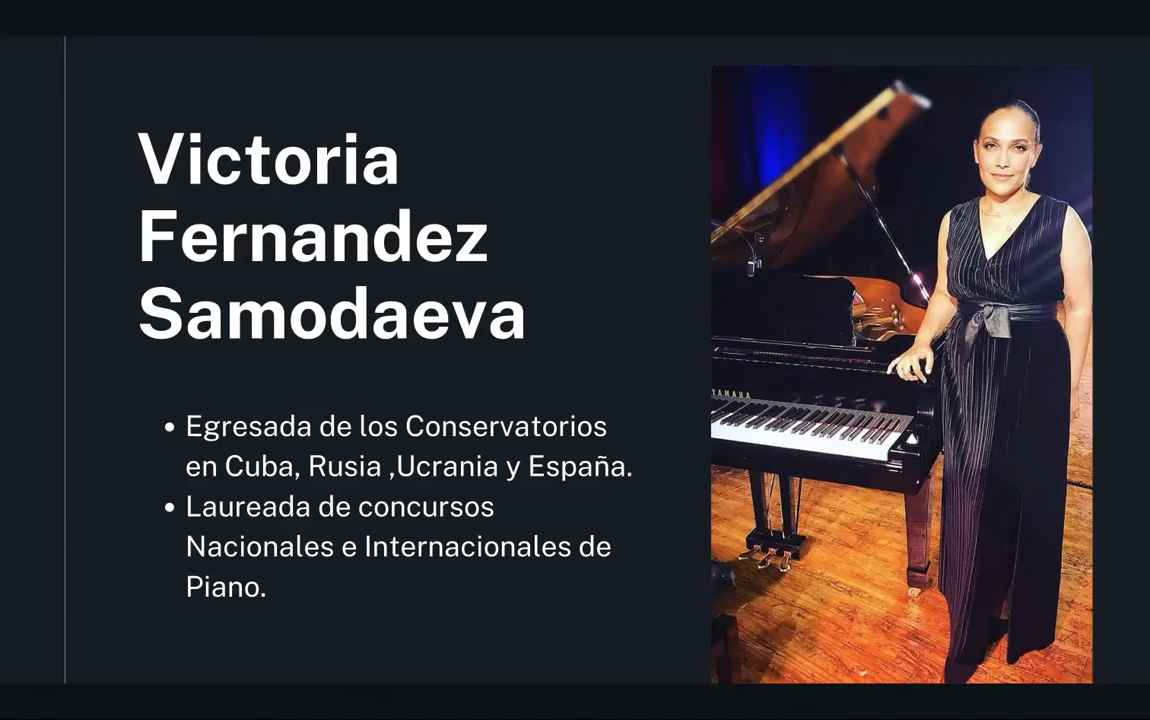 Victoria
Fernandez
Samodaeva
• Egresada de los Conservatorios
en Cuba, Rusia ,Ucrania y España.
• Laureada de concursos
Nacionales e Internacionales de
Piano.
YAMAHA